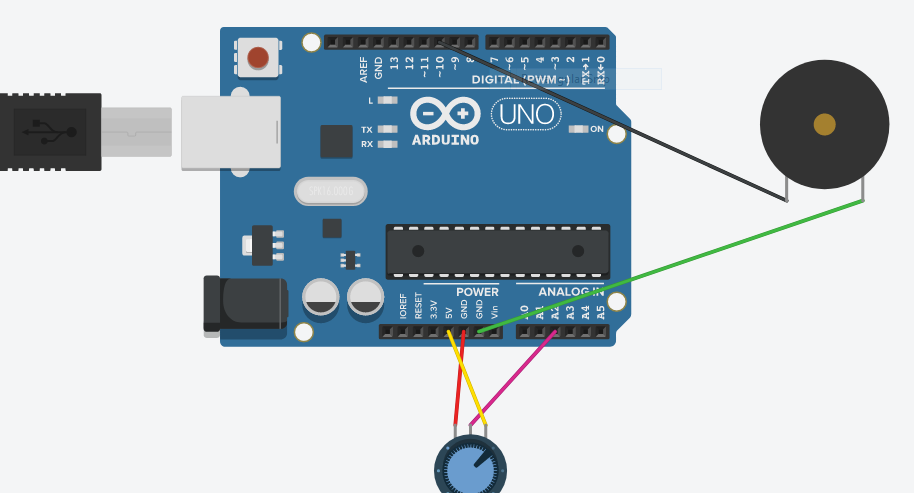 AREF
GND
13
12
~11
~10
~9
8
7
~6
~5
4
~3
2
TX→1
RX←0
DIGITAL (PWM~)
L
TX
RX
ARDUINO
UNO
ON
POWER
ANALOG IN
IOREF
RESET
3.3V
5V
GND
GND
Vin
A0
A1
A2
A3
A4
A5